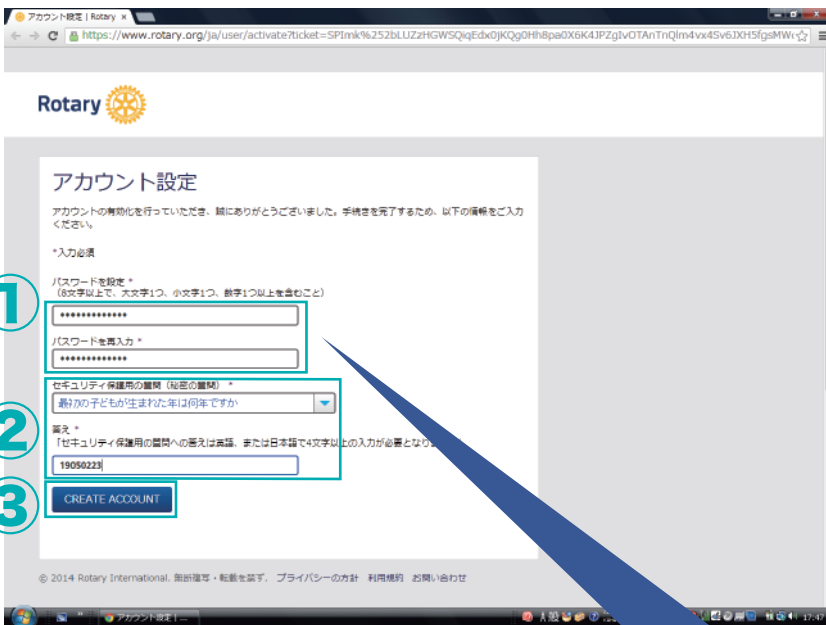 アカウント設定 | Rotary ×
https://www.rotary.org/ja/user/activate?ticket=SPImk%252bLUZzHGWSQiqEdx0jKQg0Hh8pa0X6K4JPZgIvOTAnTnQlm4vx4Sv6JXH5fgsMW
Rotary
アカウント設定
アカウントの有効化を行っていただき、誠にありがとうございました。手続きを完了するため、以下の情報をご入力
ください。
*入力必須
パスワードを設定 *
(8文字以上で、大文字1つ、小文字1つ、数字1つ以上を含むこと)
①
*************
パスワードを再入力 *
*************
セキュリティ保護用の質問(秘密の質問) *
最初の子どもが生まれた年は何年ですか
②
答え *
「セキュリティ保護用の質問への答えは英語、または日本語で4文字以上の入力が必要となり
19050223
③
CREATE ACCOUNT
© 2014 Rotary International. 無断複写・転載を禁ず。 プライバシーの方針 利用規約 お問い合わせ
アカウント設定 | ...
A 般
17:47